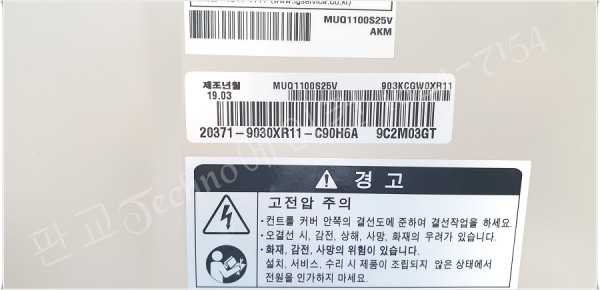 (www.lgservice.co.kr)
MUQ1100S25V
AKM
제조년월 MUQ1100S25V 903KCGW0XR11
19.03
20371-9030XR11-C90H6A 9C2M03GT
경 고
고전압 주의
·컨트롤 커버 안쪽의 결선도에 준하여 결선작업을 하세요.
·오결선 시, 감전, 상해, 사망, 화재의 우려가 있습니다.
·화재, 감전, 사망의 위험이 있습니다.
설치, 서비스, 수리 시 제품이 조립되지 않은 상태에서
전원을 인가하지 마세요.